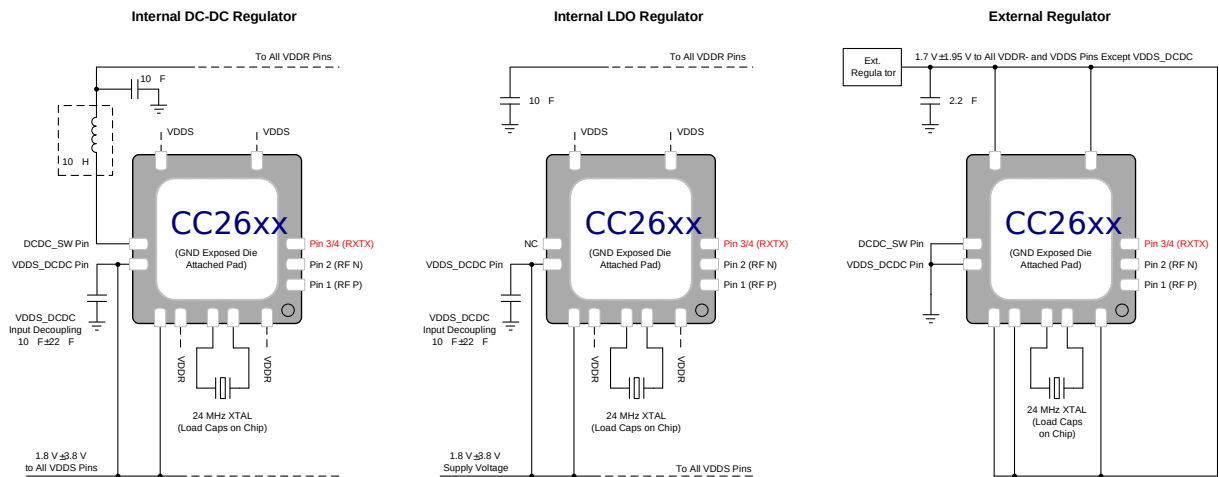 Internal DC-DC Regulator
To All VDDR Pins
10 F
10 H
VDDS
VDDS
CC26xx
(GND Exposed Die
Attached Pad)
DCDC_SW Pin
VDDS_DCDC Pin
Pin 3/4 (RXTX)
Pin 2 (RF N)
Pin 1 (RF P)
VDDS_DCDC
Input Decoupling
10 F±22 F
VDDR
VDDR
24 MHz XTAL
(Load Caps on Chip)
1.8 V±3.8 V
to All VDDS Pins
Internal LDO Regulator
To All VDDR Pins
10 F
VDDS
VDDS
CC26xx
(GND Exposed Die
Attached Pad)
NC
VDDS_DCDC Pin
Pin 3/4 (RXTX)
Pin 2 (RF N)
Pin 1 (RF P)
VDDS_DCDC
Input Decoupling
10 F±22 F
VDDR
VDDR
24 MHz XTAL
(Load Caps on Chip)
1.8 V±3.8 V
Supply Voltage
To All VDDS Pins
External Regulator
Ext.
Regulator
1.7 V±1.95 V to All VDDR- and VDDS Pins Except VDDS_DCDC
2.2 F
CC26xx
(GND Exposed Die
Attached Pad)
DCDC_SW Pin
VDDS_DCDC Pin
Pin 3/4 (RXTX)
Pin 2 (RF N)
Pin 1 (RF P)
24 MHz XTAL
(Load Caps
on Chip)